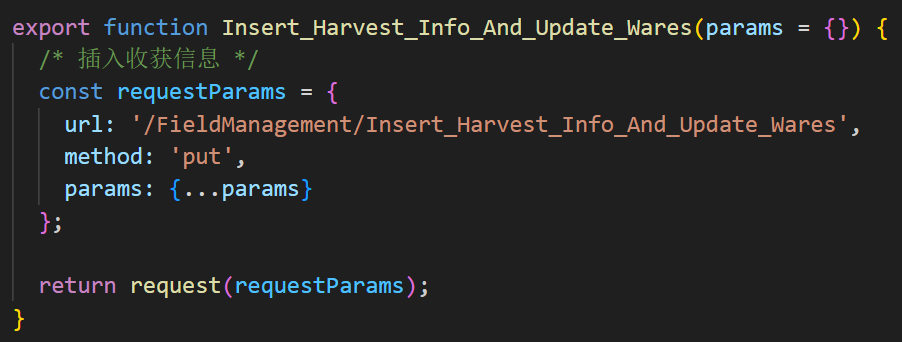 export function Insert_Harvest_Info_And_Update_Wares(params = {}) {
/* 插入收获信息 */
const requestParams = {
url: '/FieldManagement/Insert_Harvest_Info_And_Update_Wares',
method: 'put',
params: {...params}
};
return request(requestParams);
}